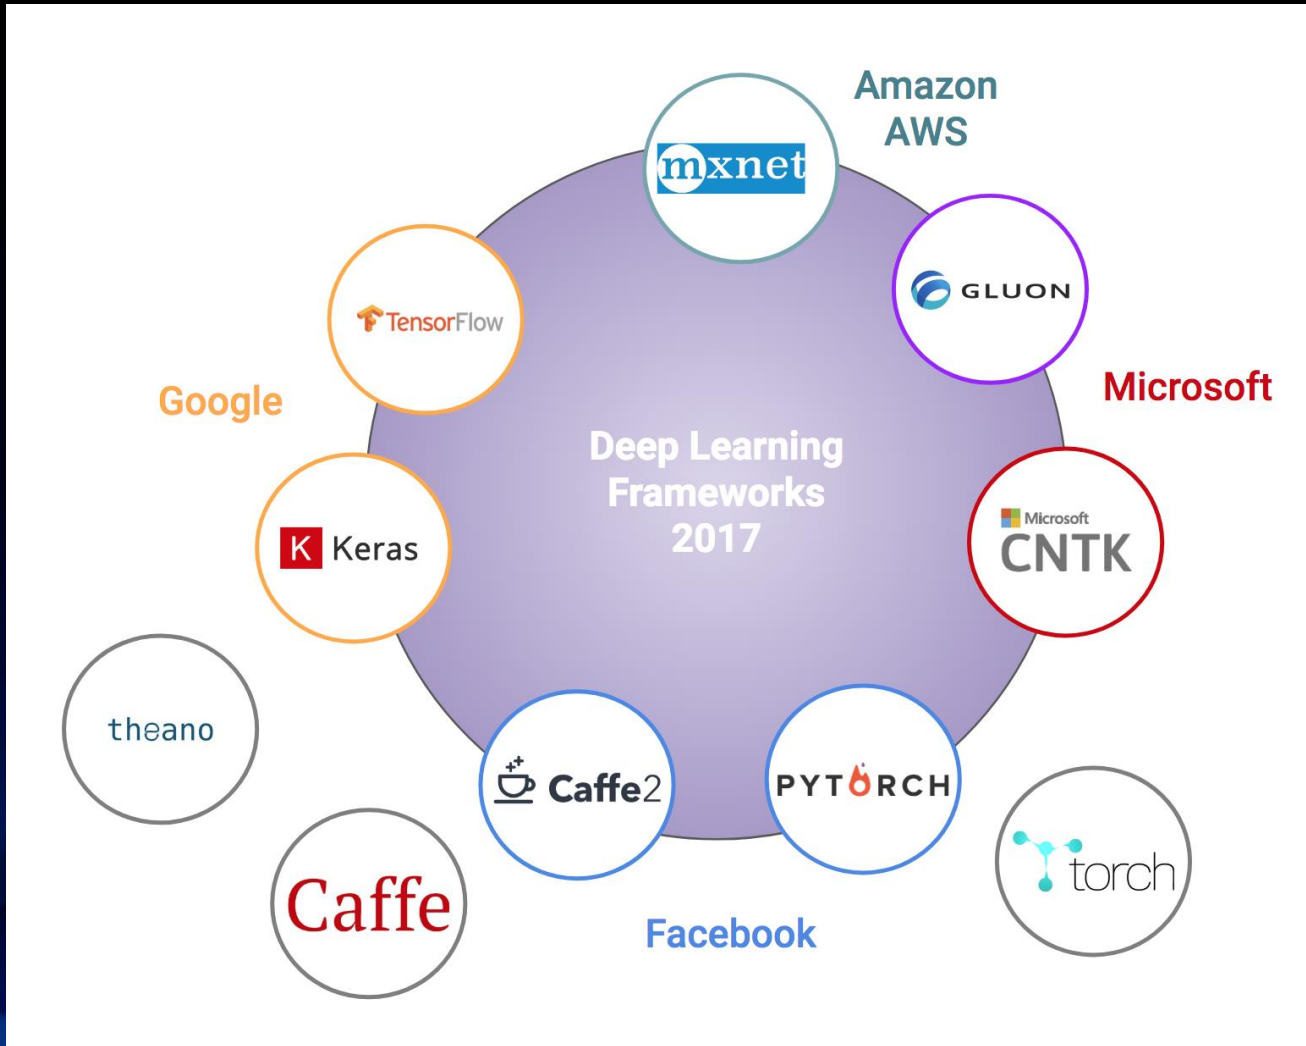 Amazon
AWS
mxnet
GLUON
TensorFlow
Google
Microsoft
Deep Learning
Frameworks
2017
K Keras
Microsoft
CNTK
theano
Caffe2
PYTORCH
torch
Caffe
Facebook